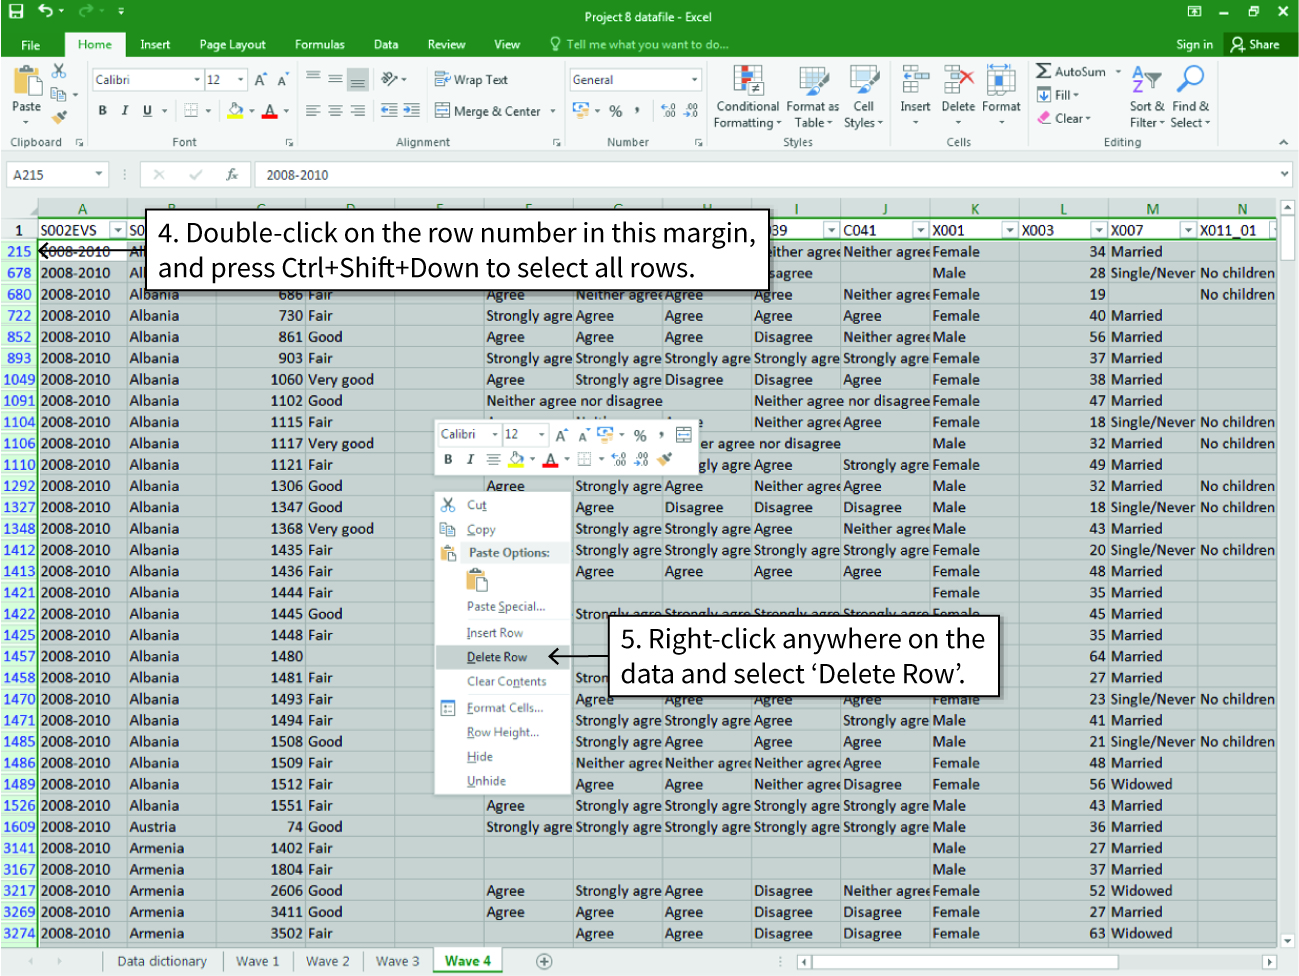 Project 8 datafile - Excel
File Home Insert Page Layout Formulas Data Review View Tell me what you want to do... Sign in Share
Paste
Calibri 12
B I U
Wrap Text
Merge & Center
General
%
Conditional Formatting
Format as Table
Cell Styles
Insert Delete Format
AutoSum
Fill
Clear
Sort & Filter
Find & Select
Clipboard Font Alignment Number Styles Cells Editing
A215 fx 2008-2010
A I J K L M N
1 S002EVS C041 X001 X003 X007 X011_01
4. Double-click on the row number in this margin,
and press Ctrl+Shift+Down to select all rows.
215 2008-2010 Neither agre Female 34 Married
678 2008-2010 Male 28 Single/Never No children
680 2008-2010 Albania 686 Fair Agree Neither agre Agree Agree Neither agre Female 19 No children
722 2008-2010 Albania 730 Fair Strongly agre Agree Agree Agree Agree Female 40 Married
852 2008-2010 Albania 861 Good Agree Agree Agree Disagree Neither agre Male 56 Married
893 2008-2010 Albania 903 Fair Strongly agre Strongly agre Strongly agre Strongly agre Strongly agre Female 37 Married
1049 2008-2010 Albania 1060 Very good Agree Strongly agre Disagree Disagree Agree Female 38 Married
1091 2008-2010 Albania 1102 Good Neither agree nor disagree Neither agree nor disagree Female 47 Married
1104 2008-2010 Albania 1115 Fair Neither agre Agree Female 18 Single/Never No children
1106 2008-2010 Albania 1117 Very good er agree nor disagree Male 32 Married No children
1110 2008-2010 Albania 1121 Fair gly agre Agree Strongly agre Female 49 Married
1292 2008-2010 Albania 1306 Good Agree Strongly agre Agree Neither agre Agree Male 32 Married No children
1327 2008-2010 Albania 1347 Good Agree Disagree Disagree Disagree Female 18 Single/Never No children
1348 2008-2010 Albania 1368 Very good Strongly agre Strongly agre Agree Neither agre Male 43 Married
1412 2008-2010 Albania 1435 Fair Strongly agre Strongly agre Strongly agre Strongly agre Female 20 Single/Never No children
1413 2008-2010 Albania 1436 Fair Agree Agree Agree Agree Female 48 Married
1421 2008-2010 Albania 1444 Fair Female 35 Married
1422 2008-2010 Albania 1445 Good Female 45 Married
1425 2008-2010 Albania 1448 Fair 35 Married
1457 2008-2010 Albania 1480 64 Married
1458 2008-2010 Albania 1481 Fair Stron 27 Married
1470 2008-2010 Albania 1493 Fair Agree Agree Agree Agree Female 23 Single/Never No children
1471 2008-2010 Albania 1494 Fair Strongly agre Strongly agre Agree Strongly agre Male 41 Married
1485 2008-2010 Albania 1508 Good Strongly agre Agree Agree Agree Male 21 Single/Never No children
1486 2008-2010 Albania 1509 Fair Neither agre Neither agre Neither agre Agree Female 48 Married
1489 2008-2010 Albania 1512 Fair Agree Agree Neither agre Disagree Female 56 Widowed
1526 2008-2010 Albania 1551 Fair Agree Strongly agre Strongly agre Strongly agre Strongly agre Male 43 Married
1609 2008-2010 Austria 74 Good Strongly agre Strongly agre Strongly agre Strongly agre Strongly agre Male 36 Married
3141 2008-2010 Armenia 1402 Fair Male 27 Married
3167 2008-2010 Armenia 1804 Fair Male 37 Married
3217 2008-2010 Armenia 2606 Good Agree Strongly agre Agree Disagree Neither agre Female 52 Widowed
3269 2008-2010 Armenia 3411 Good Agree Agree Agree Disagree Disagree Female 27 Married
3274 2008-2010 Armenia 3502 Fair Agree Agree Disagree Disagree Female 63 Widowed
Calibri 12 %
B I A
Cut
Copy
Paste Options:
Paste Special...
Insert Row
Delete Row
Clear Contents
Format Cells...
Row Height...
Hide
Unhide
5. Right-click anywhere on the
data and select ‘Delete Row’.
Data dictionary Wave 1 Wave 2 Wave 3 Wave 4